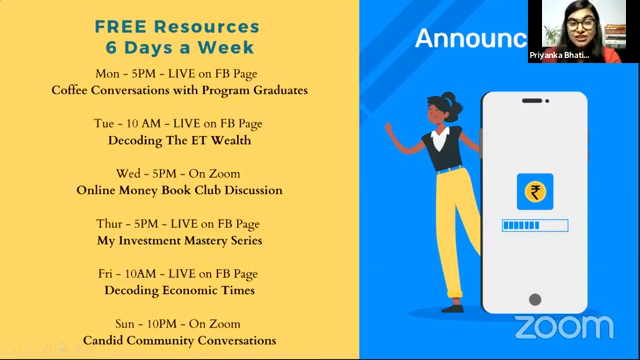 FREE Resources
6 Days a Week
Mon - 5PM - LIVE on FB Page
Coffee Conversations with Program Graduates
Tue - 10 AM - LIVE on FB Page
Decoding The ET Wealth
Wed - 5PM - On Zoom
Online Money Book Club Discussion
Thur - 5PM - LIVE on FB Page
My Investment Mastery Series
Fri - 10AM - LIVE on FB Page
Decoding Economic Times
Sun - 10PM - On Zoom
Candid Community Conversations
Announc
Priyanka Bhati...
₹
zoom